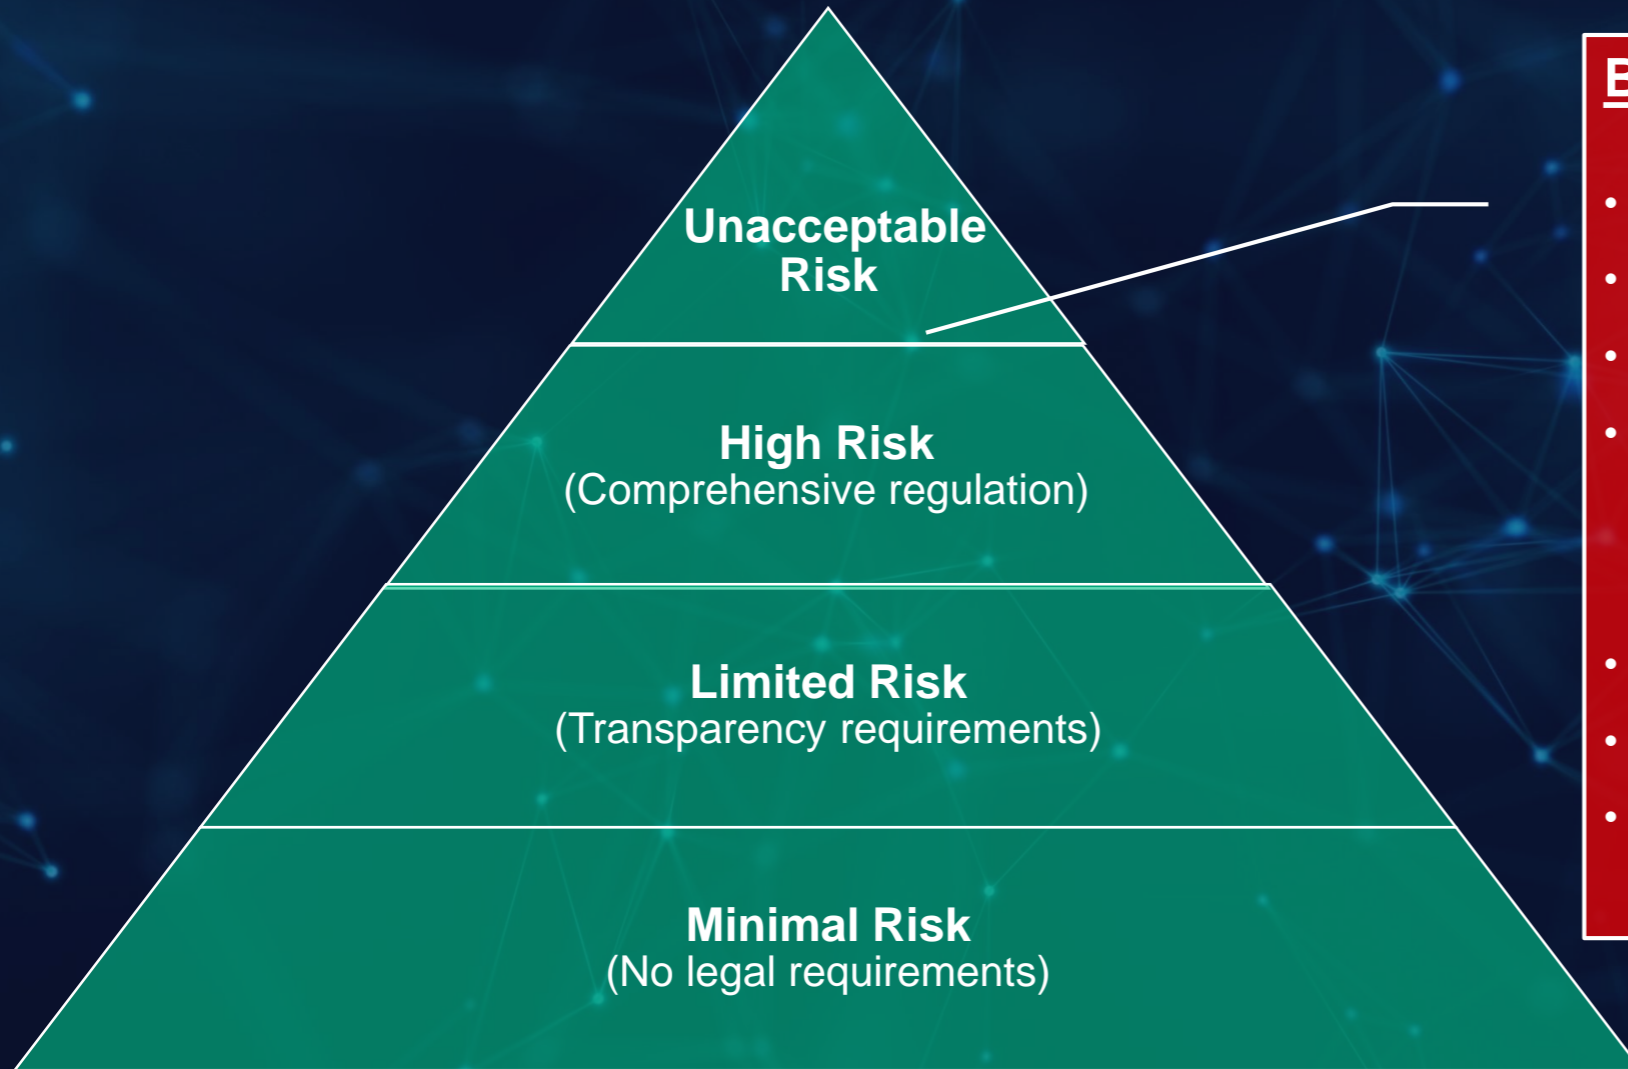 Unacceptable
Risk
High Risk
(Comprehensive regulation)
Limited Risk
(Transparency requirements)
Minimal Risk
(No legal requirements)